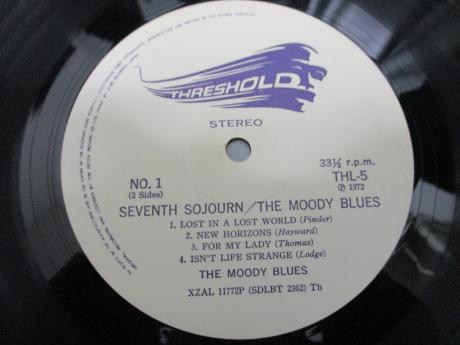 THRESHOLD
STEREO
NO. 1
(2 Sides)
33⅓ r.p.m.
THL-5
Ⓟ 1972
SEVENTH SOJOURN/THE MOODY BLUES
1. LOST IN A LOST WORLD (Pinder)
2. NEW HORIZONS (Hayward)
3. FOR MY LADY (Thomas)
4. ISN'T LIFE STRANGE (Lodge)
THE MOODY BLUES
XZAL 11772P (SDLBT 2362) Th